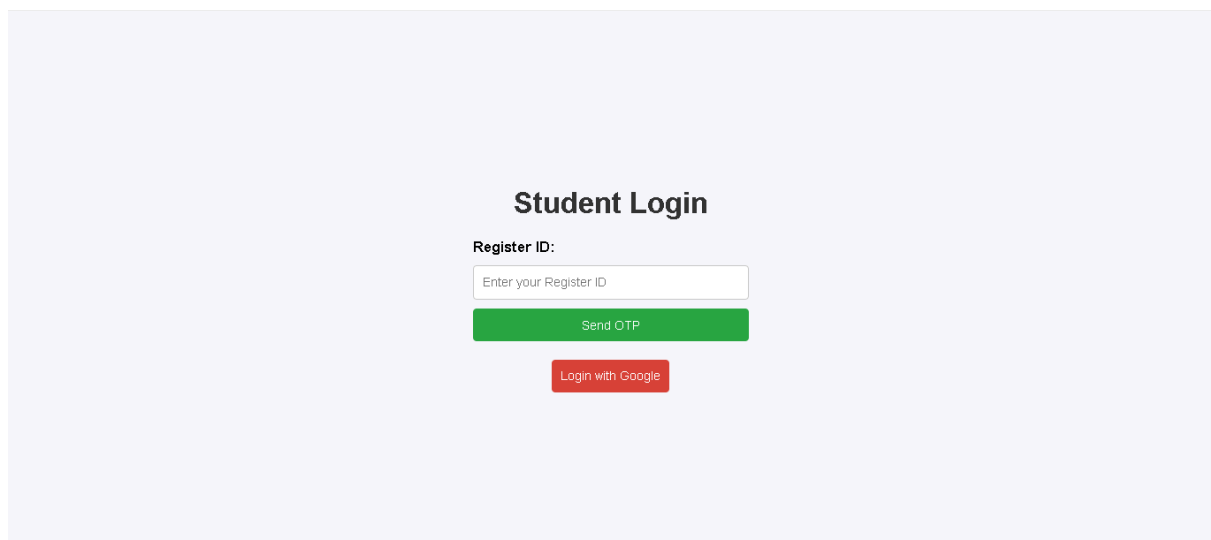 Student Login
Register ID:
Enter your Register ID
Send OTP
Login with Google